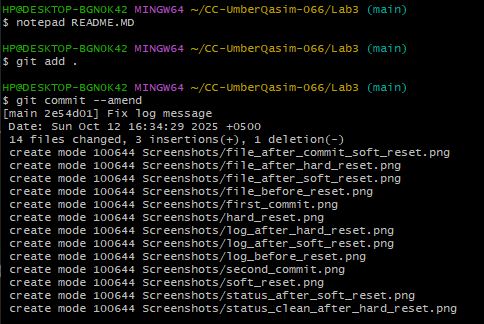 HP@DESKTOP-BGNOK42 MINGW64 ~/CC-UmberQasim-066/Lab3 (main)
$ notepad README.MD
HP@DESKTOP-BGNOK42 MINGW64 ~/CC-UmberQasim-066/Lab3 (main)
$ git add .
HP@DESKTOP-BGNOK42 MINGW64 ~/CC-UmberQasim-066/Lab3 (main)
$ git commit --amend
[main 2e54d01] Fix log message
Date: Sun Oct 12 16:34:29 2025 +0500
14 files changed, 3 insertions(+), 1 deletion(-)
create mode 100644 Screenshots/file_after_commit_soft_reset.png
create mode 100644 Screenshots/file_after_hard_reset.png
create mode 100644 Screenshots/file_after_soft_reset.png
create mode 100644 Screenshots/file_before_reset.png
create mode 100644 Screenshots/first_commit.png
create mode 100644 Screenshots/hard_reset.png
create mode 100644 Screenshots/log_after_hard_reset.png
create mode 100644 Screenshots/log_after_soft_reset.png
create mode 100644 Screenshots/log_before_reset.png
create mode 100644 Screenshots/second_commit.png
create mode 100644 Screenshots/soft_reset.png
create mode 100644 Screenshots/status_after_soft_reset.png
create mode 100644 Screenshots/status_clean_after_hard_reset.png